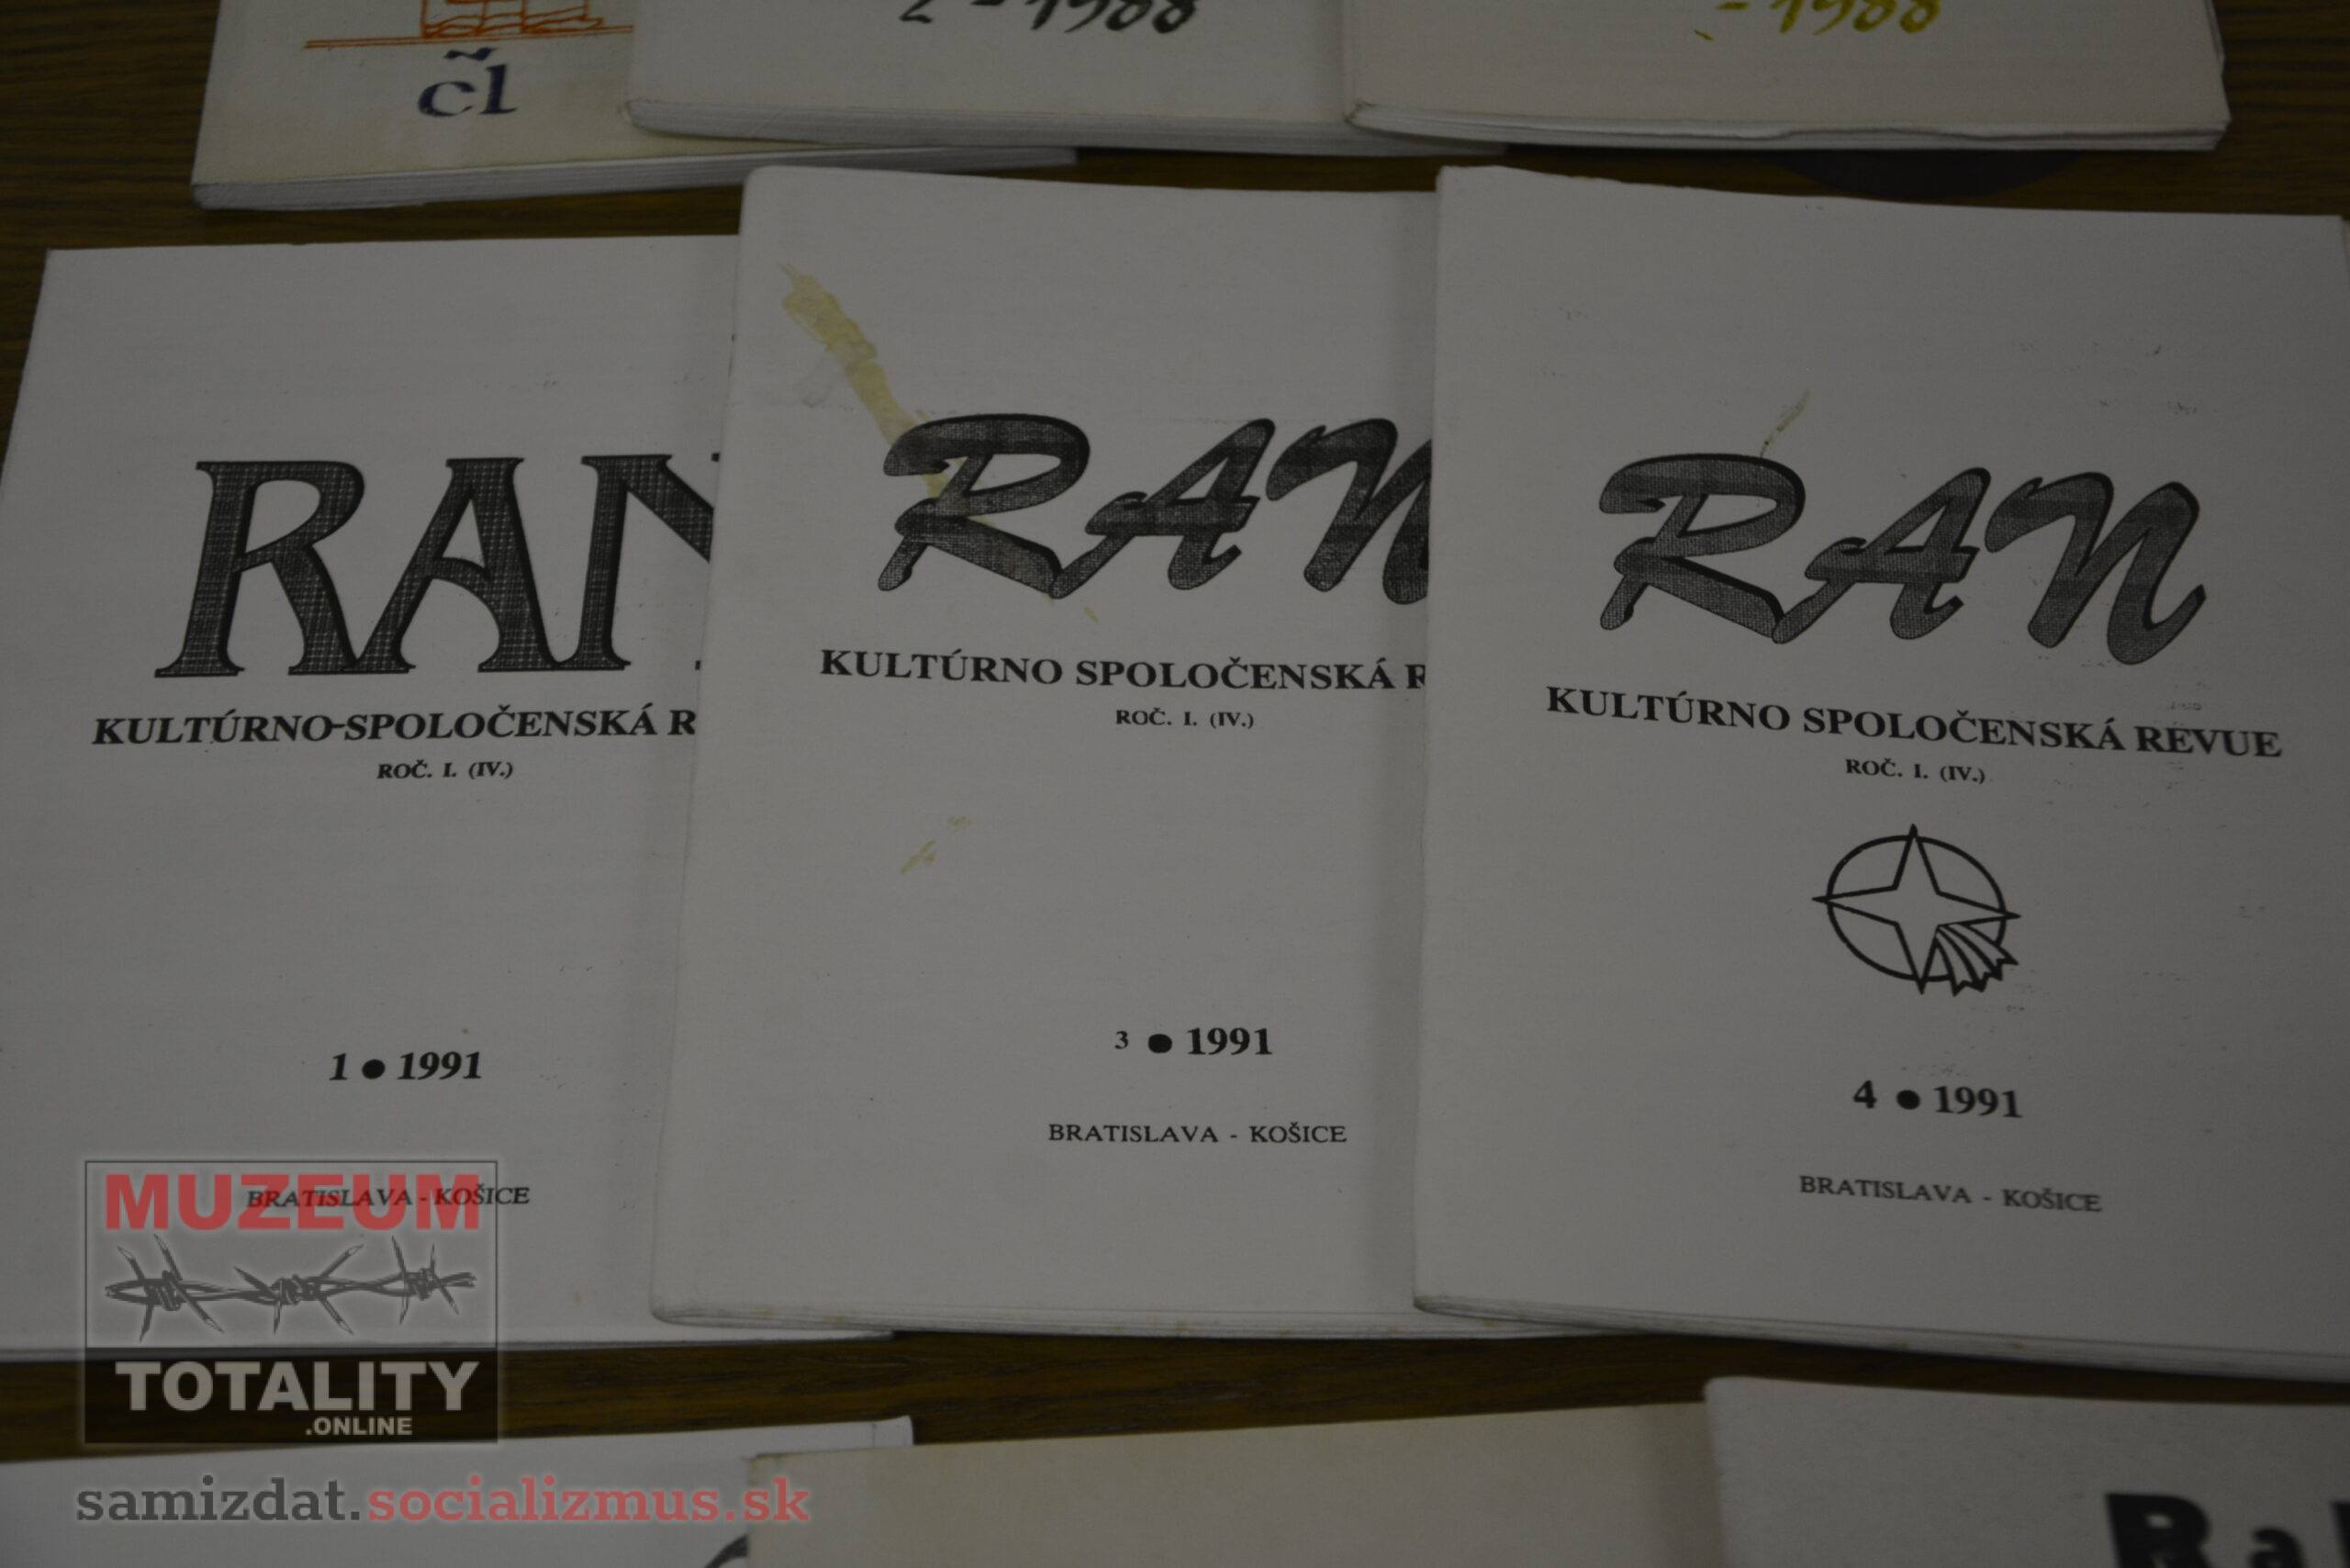 čl
2 - 1988
- 1988
RAN
KULTÚRNO-SPOLOČENSKÁ R
ROČ. I. (IV.)
1 ● 1991
BRATISLAVA - KOŠICE
RAN
KULTÚRNO SPOLOČENSKÁ R
ROČ. I. (IV.)
3 ● 1991
BRATISLAVA - KOŠICE
RAN
KULTÚRNO SPOLOČENSKÁ REVUE
ROČ. I. (IV.)
4 ● 1991
BRATISLAVA - KOŠICE
MUZEUM
TOTALITY
.ONLINE
samizdat.socializmus.sk